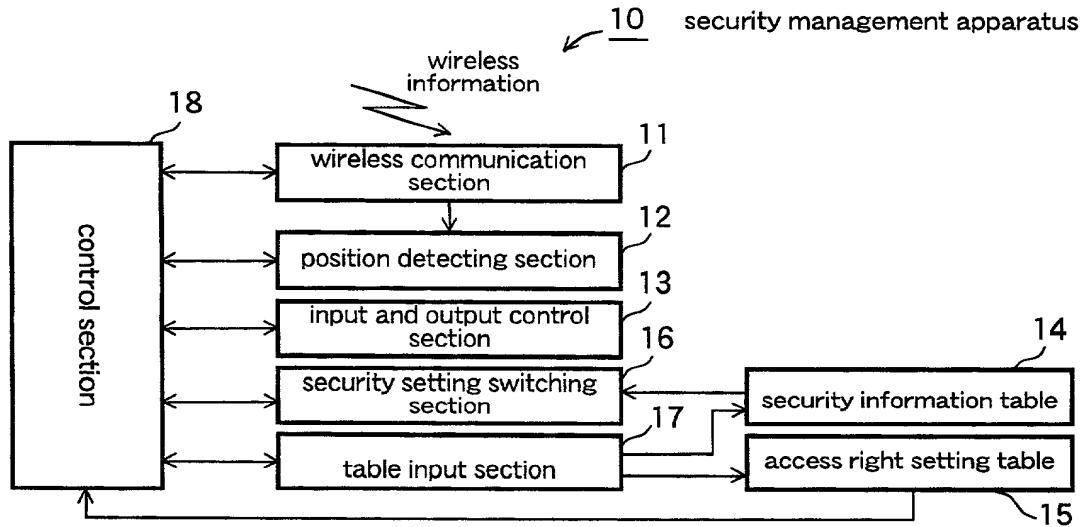 10 security management apparatus
wireless
information
18
11
wireless communication
section
12
position detecting section
13
input and output control
section
16
14
security setting switching
section
security information table
17
table input section
access right setting table
15
control section